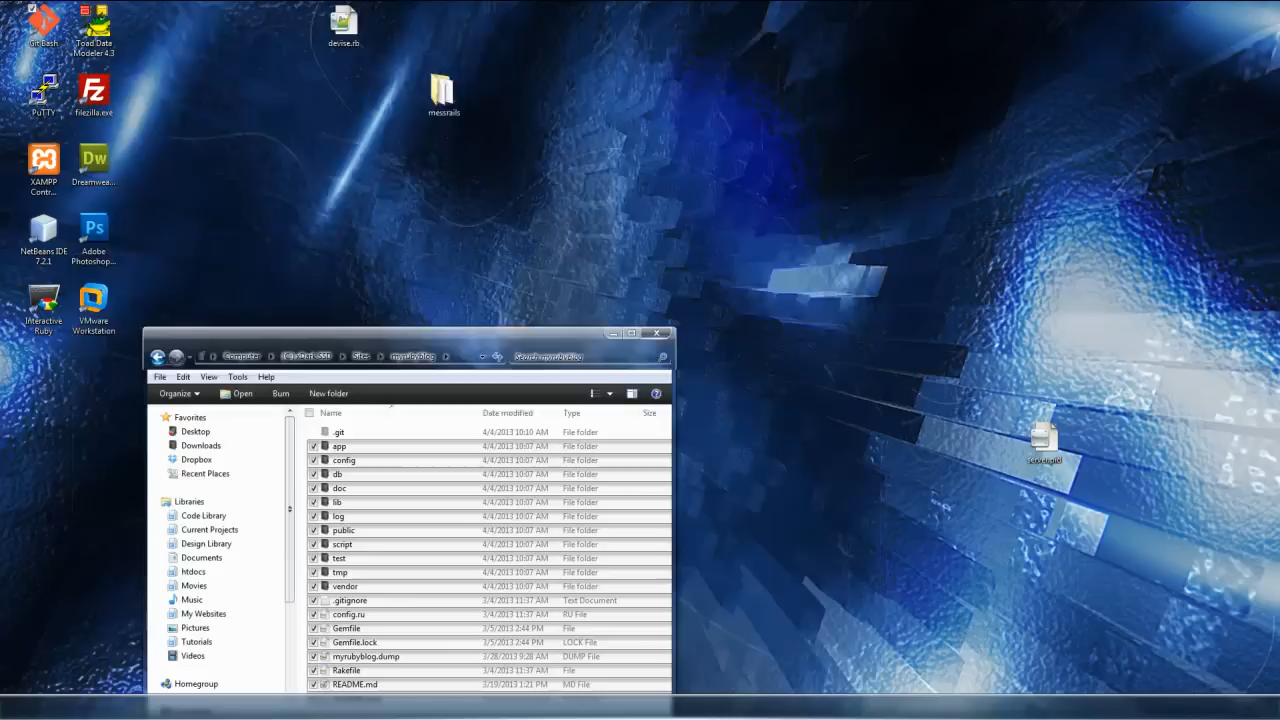 Git Bash
Toad Data
Modeler 4.3
devise.rb
PuTTY
filezilla.exe
messrails
XAMPP
Contr...
Dreamwea...
NetBeans IDE
7.2.1
Adobe
Photoshop...
Interactive
Ruby
VMware
Workstation
server.pid
Computer (C:) xDark SSD Sites myrubyblog Search myrubyblog
File Edit View Tools Help
Organize Open Burn New folder
Name Date modified Type Size
Favorites
Desktop
Downloads
Dropbox
Recent Places
Libraries
Code Library
Current Projects
Design Library
Documents
htdocs
Movies
Music
My Websites
Pictures
Tutorials
Videos
Homegroup
.git 4/4/2013 10:10 AM File folder
app 4/4/2013 10:07 AM File folder
config 4/4/2013 10:07 AM File folder
db 4/4/2013 10:07 AM File folder
doc 4/4/2013 10:07 AM File folder
lib 4/4/2013 10:07 AM File folder
log 4/4/2013 10:07 AM File folder
public 4/4/2013 10:07 AM File folder
script 4/4/2013 10:07 AM File folder
test 4/4/2013 10:07 AM File folder
tmp 4/4/2013 10:07 AM File folder
vendor 4/4/2013 10:07 AM File folder
.gitignore 3/4/2013 11:37 AM Text Document
config.ru 3/4/2013 11:37 AM RU File
Gemfile 3/5/2013 2:44 PM File
Gemfile.lock 3/5/2013 2:44 PM LOCK File
myrubyblog.dump 3/28/2013 9:28 AM DUMP File
Rakefile 3/4/2013 11:37 AM File
README.md 3/19/2013 1:21 PM MD File